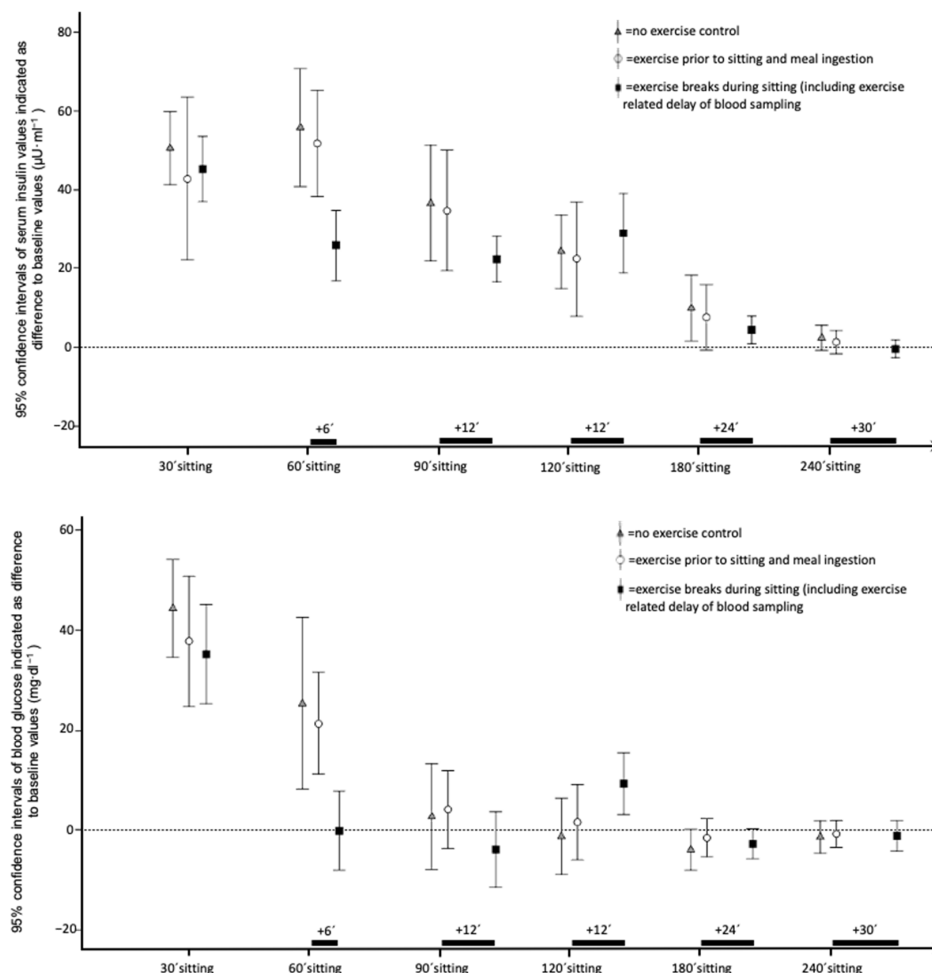 95% confidence intervals of serum insulin values indicated as
difference to baseline values (µU·ml⁻¹ )
80
60
40
20
0
−20
=no exercise control
=exercise prior to sitting and meal ingestion
=exercise breaks during sitting (including exercise
related delay of blood sampling
+6´
+12´
+12´
+24´
+30´
30´sitting
60´sitting
90´sitting
120´sitting
180´sitting
240´sitting
95% confidence intervals of blood glucose indicated as difference
to baseline values (mg·dl⁻¹ )
60
40
20
0
−20
=no exercise control
=exercise prior to sitting and meal ingestion
=exercise breaks during sitting (including exercise
related delay of blood sampling
+6´
+12´
+12´
+24´
+30´
30´sitting
60´sitting
90´sitting
120´sitting
180´sitting
240´sitting